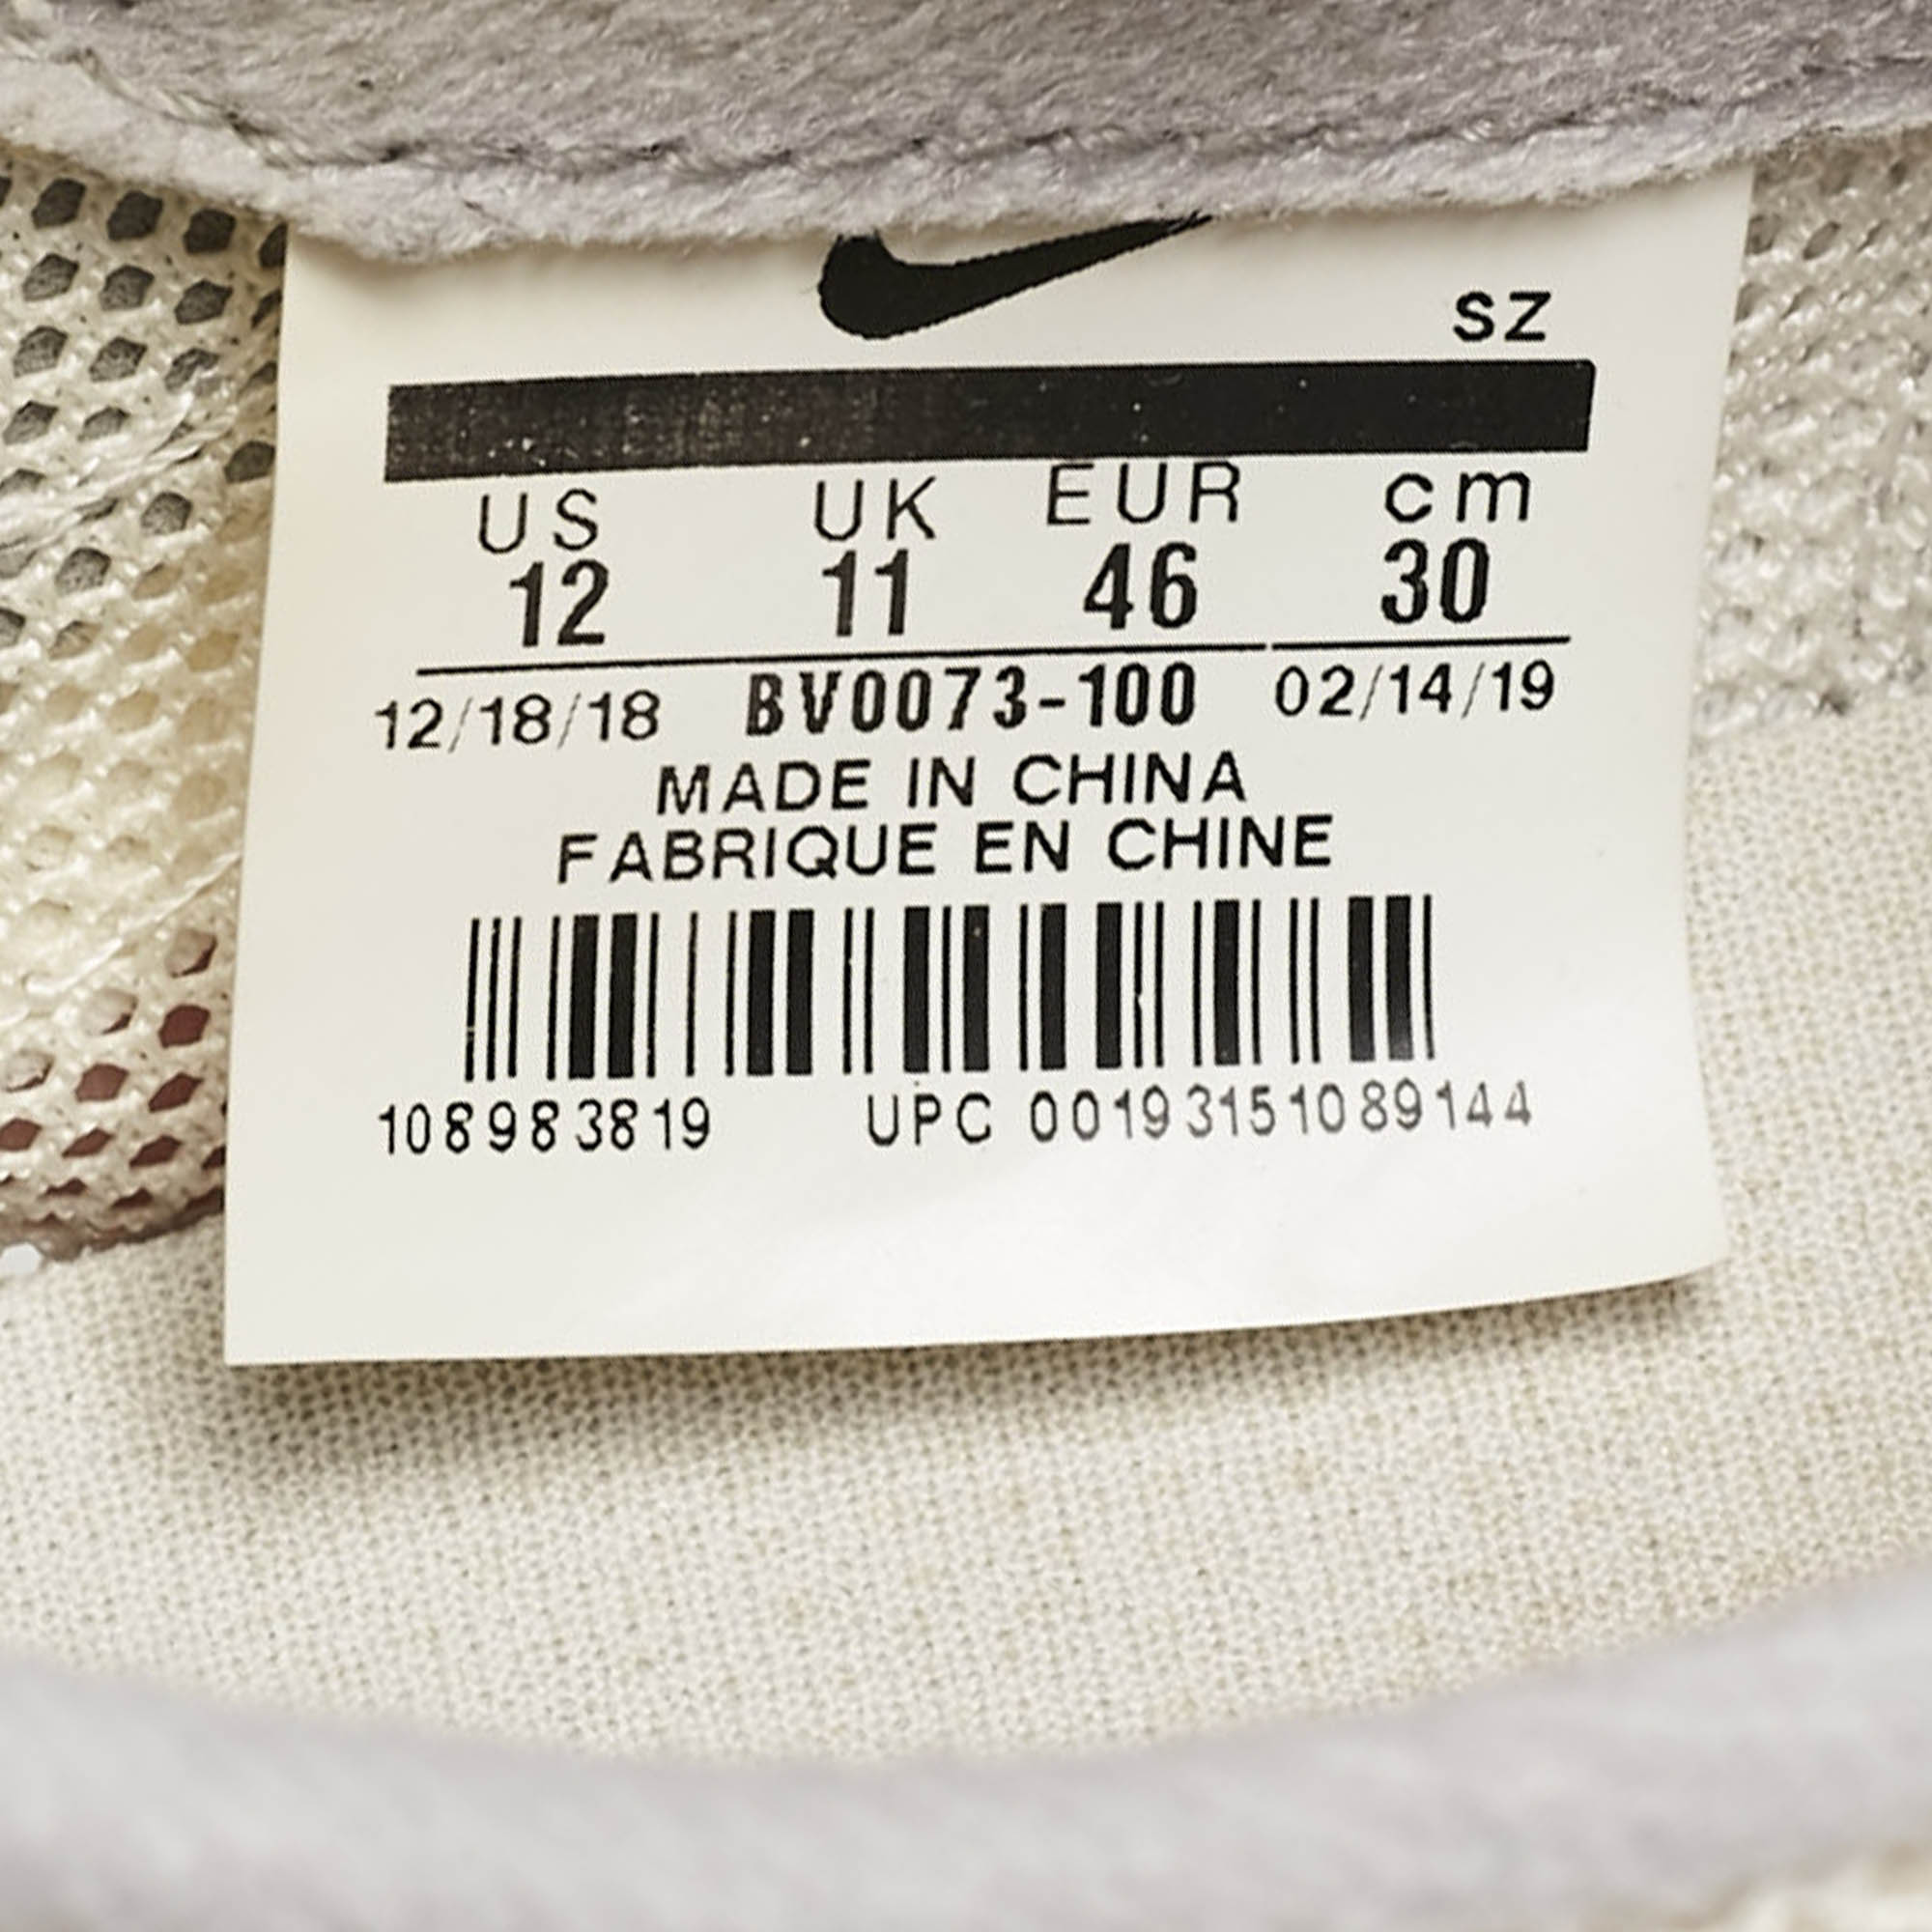 SZ
US UK EUR cm
12 11 46 30
12/18/18 BV0073-100 02/14/19
MADE IN CHINA
FABRIQUE EN CHINE
108983819 UPC 00193151089144